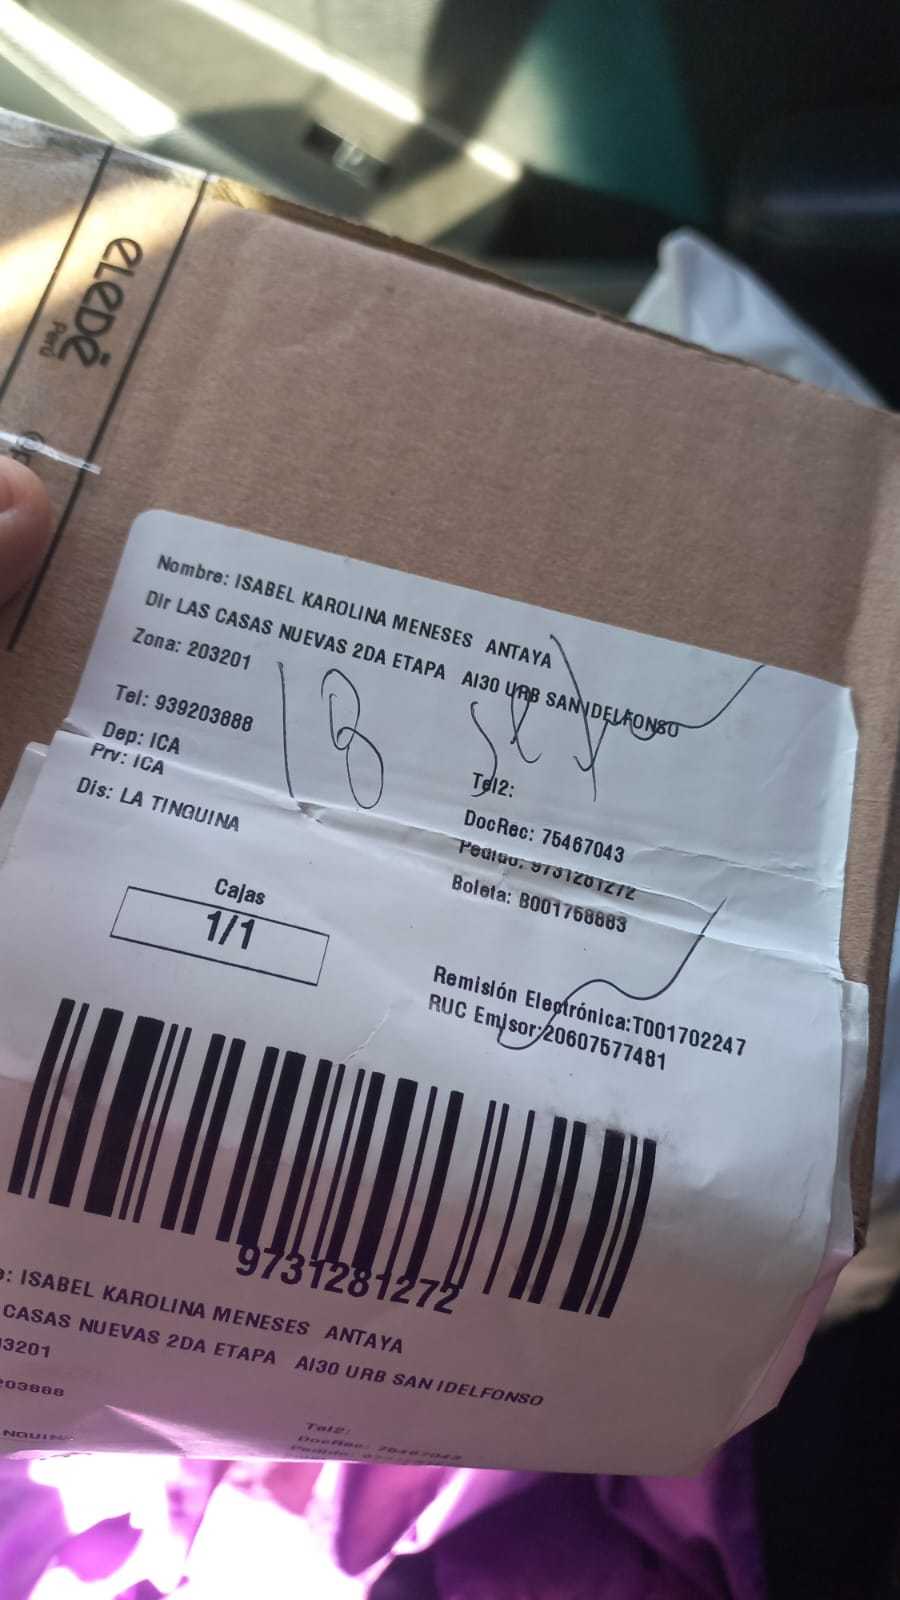 eLeDé
Perú
Nombre: ISABEL KAROLINA MENESES ANTAYA
Dir LAS CASAS NUEVAS 2DA ETAPA AI30 URB SAN IDELFONSO
Zona: 203201
Tel: 939203888
Tel2:
Dep: ICA
DocRec: 75467043
Prv: ICA
Pedido: 9731281272
Dis: LA TINGUINA
Boleta: B001758883
Cajas
1/1
Remisión Electrónica:T001702247
RUC Emisor:20607577481
9731281272
: ISABEL KAROLINA MENESES ANTAYA
CASAS NUEVAS 2DA ETAPA AI30 URB SAN IDELFONSO
3201
203888
Tel2:
DocRec: 75467043